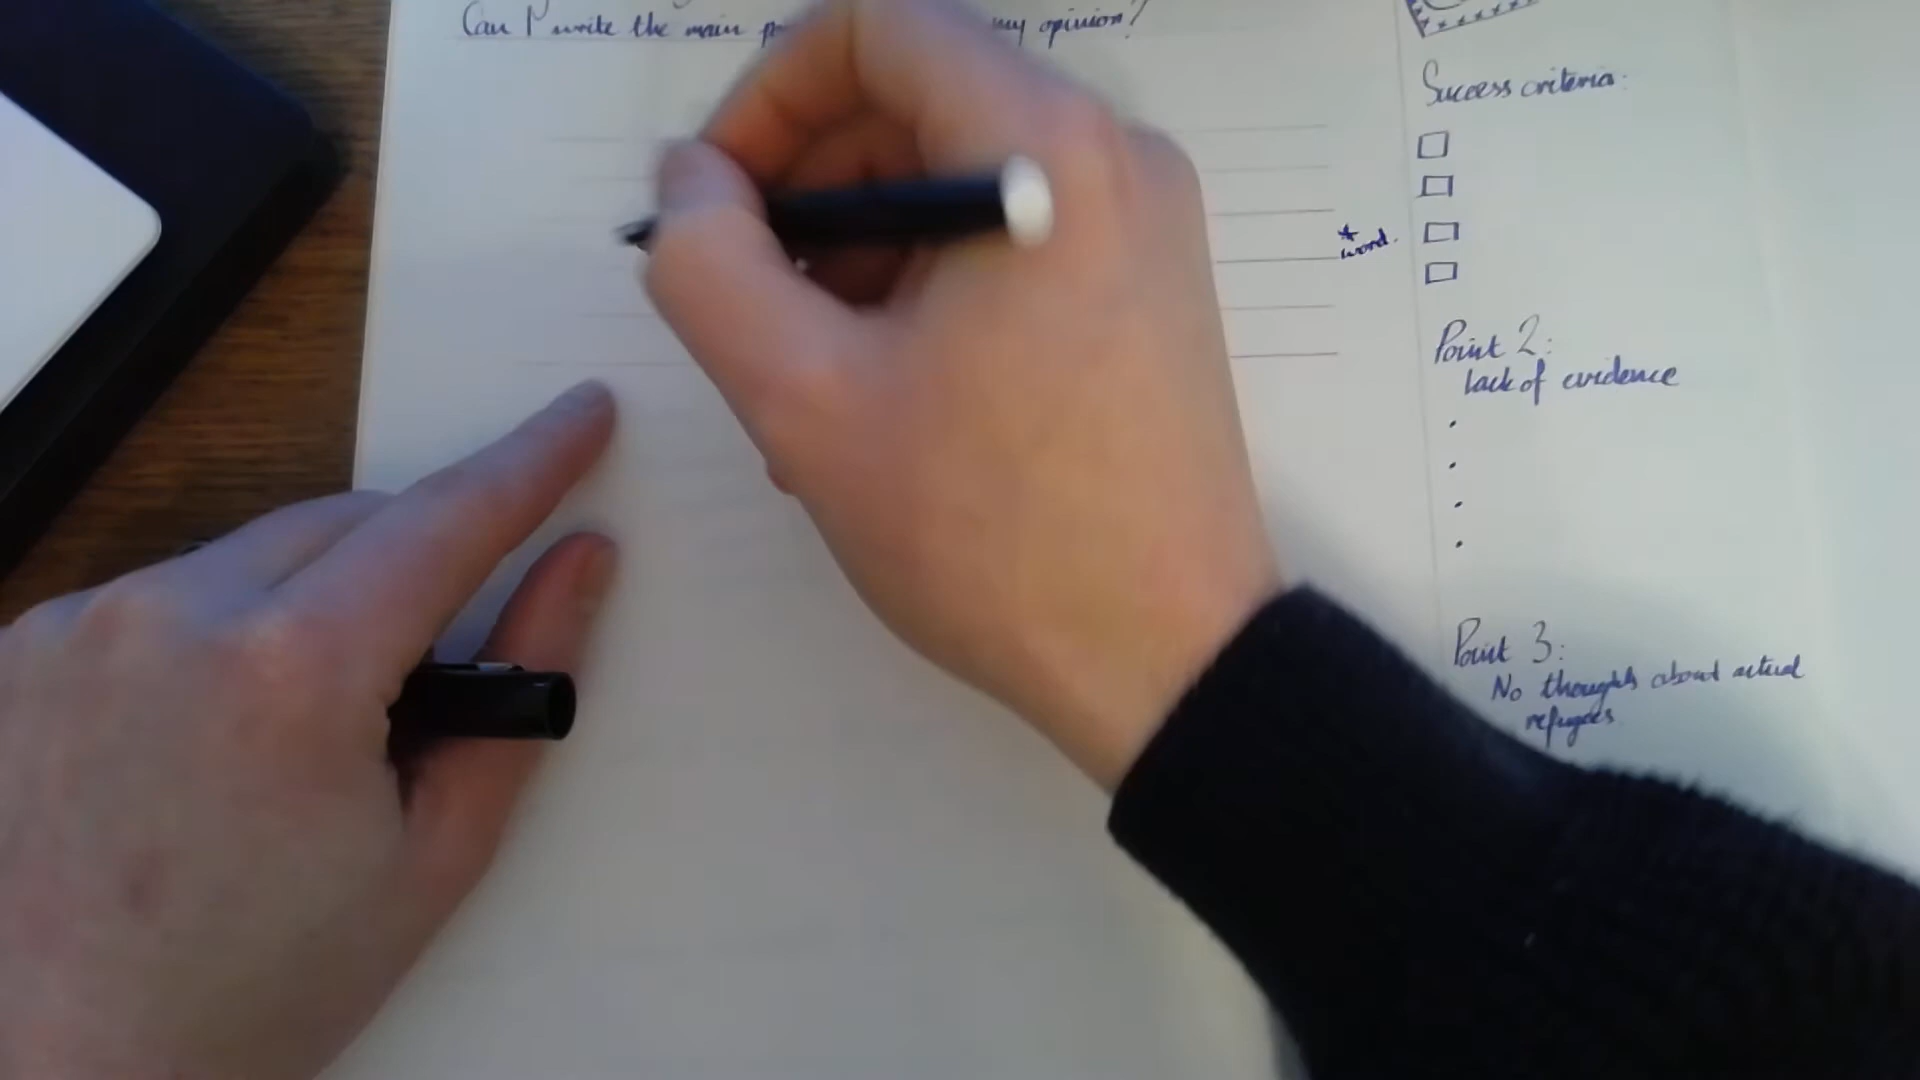 Can I write the main my opinion?
Success criteria:
* word.
Point 2:
lack of evidence
Point 3:
No thoughts about actual
refugees